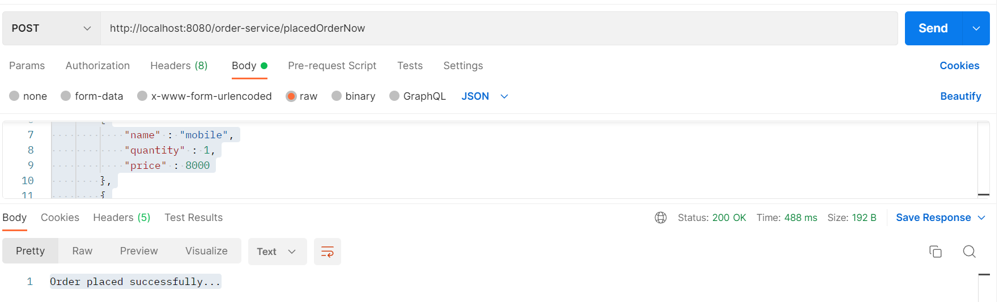 POST http://localhost:8080/order-service/placedOrderNow Send
Params Authorization Headers (8) Body Pre-request Script Tests Settings Cookies
none form-data x-www-form-urlencoded raw binary GraphQL JSON Beautify
{
7 "name" : "mobile",
8 "quantity" : 1,
9 "price" : 8000
10 },
11 {
Body Cookies Headers (5) Test Results Status: 200 OK Time: 488 ms Size: 192 B Save Response
Pretty Raw Preview Visualize Text
1 Order placed successfully...